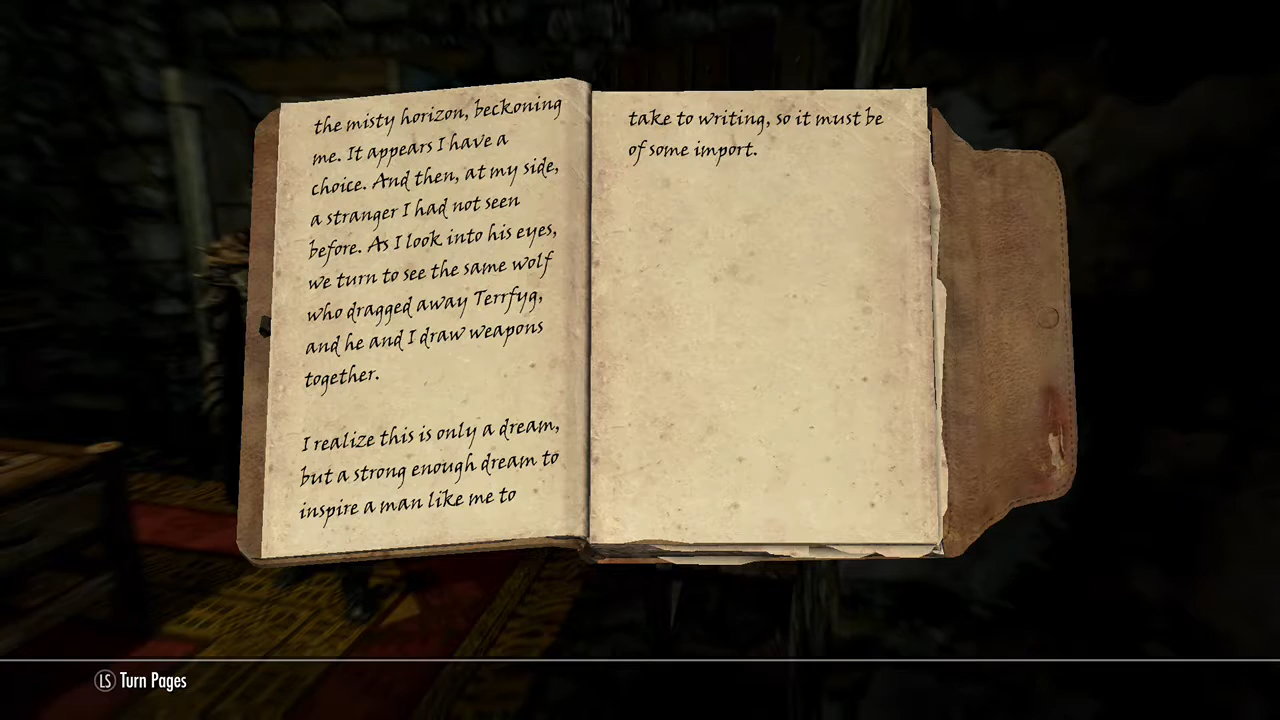 the misty horizon, beckoning
me. It appears I have a
choice. And then, at my side,
a stranger I had not seen
before. As I look into his eyes,
we turn to see the same wolf
who dragged away Terrfyg,
and he and I draw weapons
together.
I realize this is only a dream,
but a strong enough dream to
inspire a man like me to
take to writing, so it must be
of some import.
LS Turn Pages